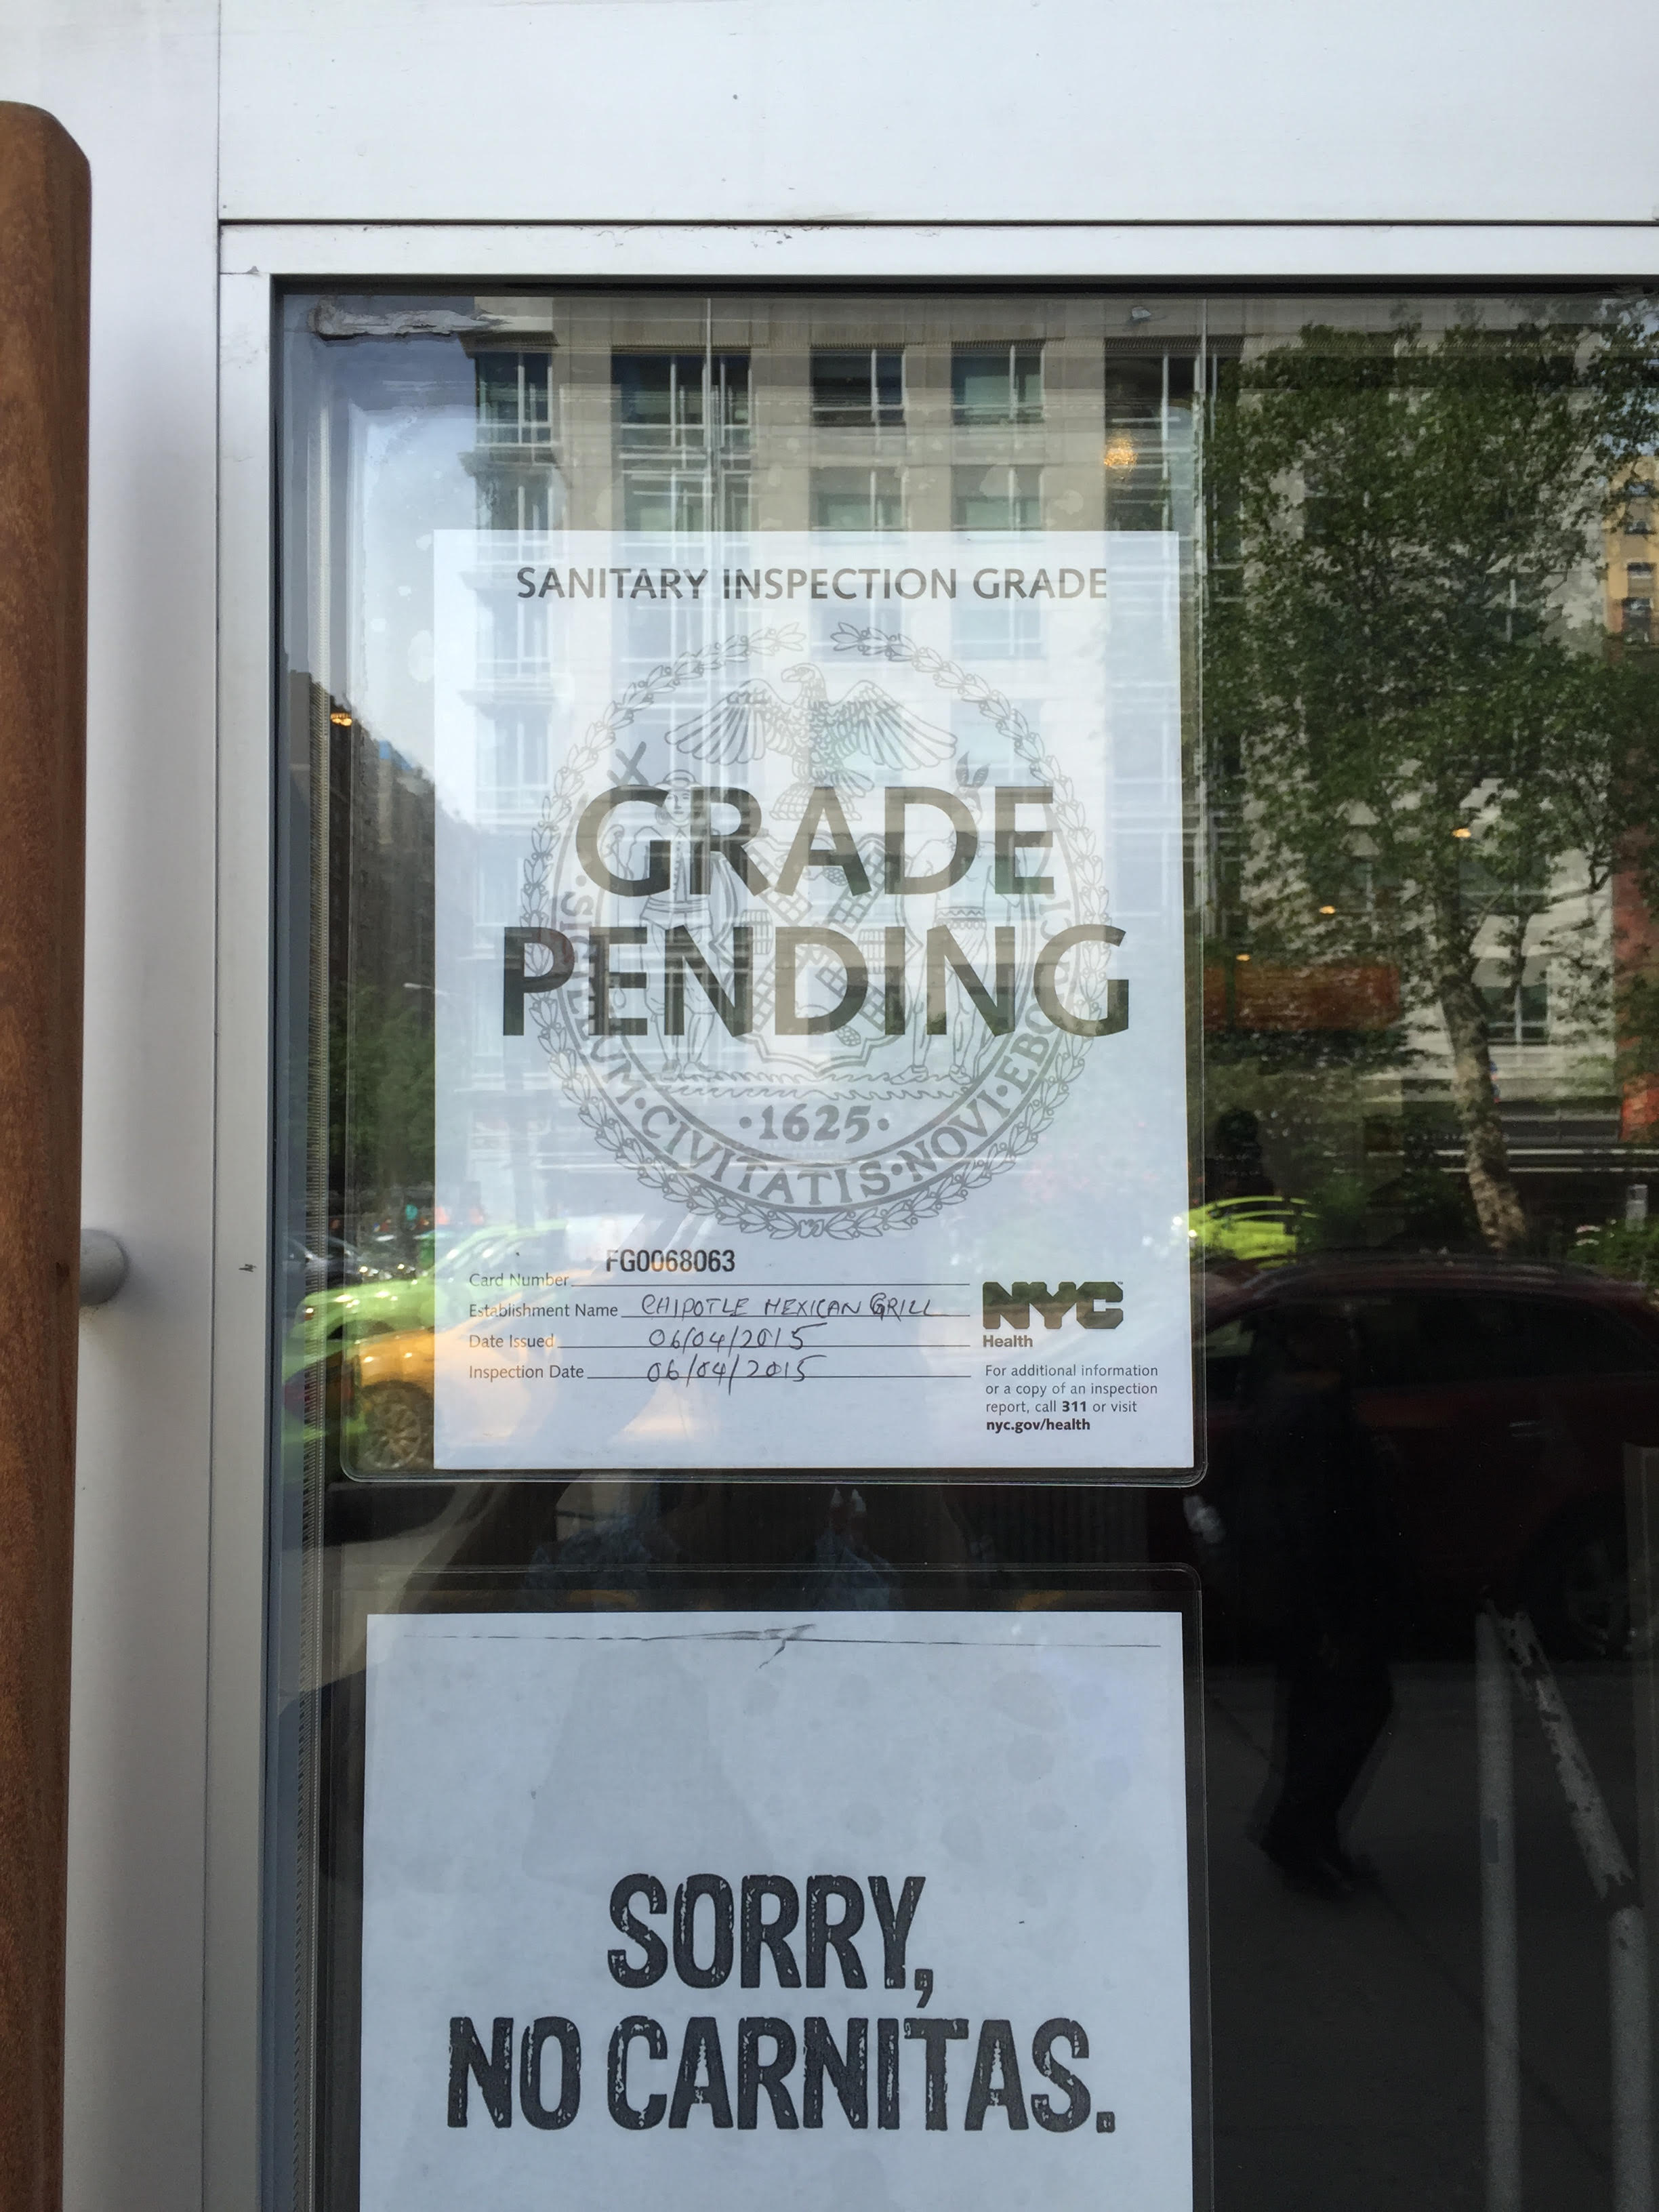 SANITARY INSPECTION GRADE
GRADE
PENDING
SIGILLUM·CIVITATIS·NOVI·EBO
·1625·
Card Number FG0068063
Establishment Name CHIPOTLE MEXICAN GRILL
Date Issued 06/04/2015
Inspection Date 06/04/2015
NYC™
Health
For additional information
or a copy of an inspection
report, call 311 or visit
nyc.gov/health
SORRY,
NO CARNITAS.